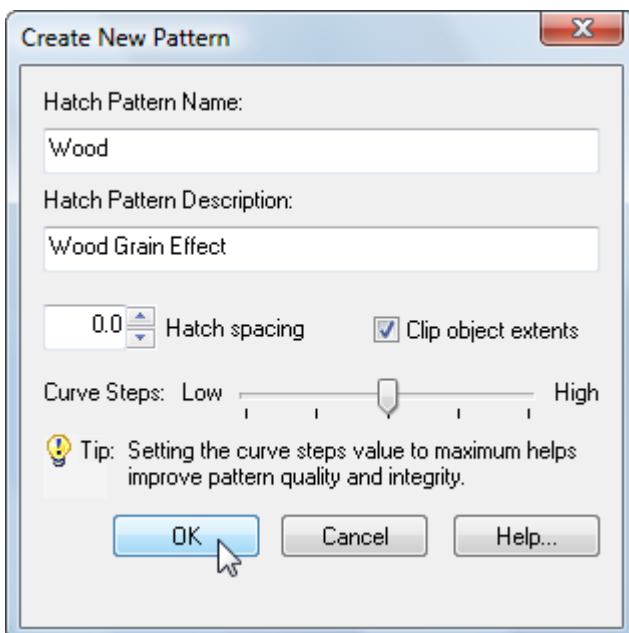 Create New Pattern
Hatch Pattern Name:
Wood
Hatch Pattern Description:
Wood Grain Effect
0.0 Hatch spacing Clip object extents
Curve Steps: Low High
Tip: Setting the curve steps value to maximum helps
improve pattern quality and integrity.
OK Cancel Help...